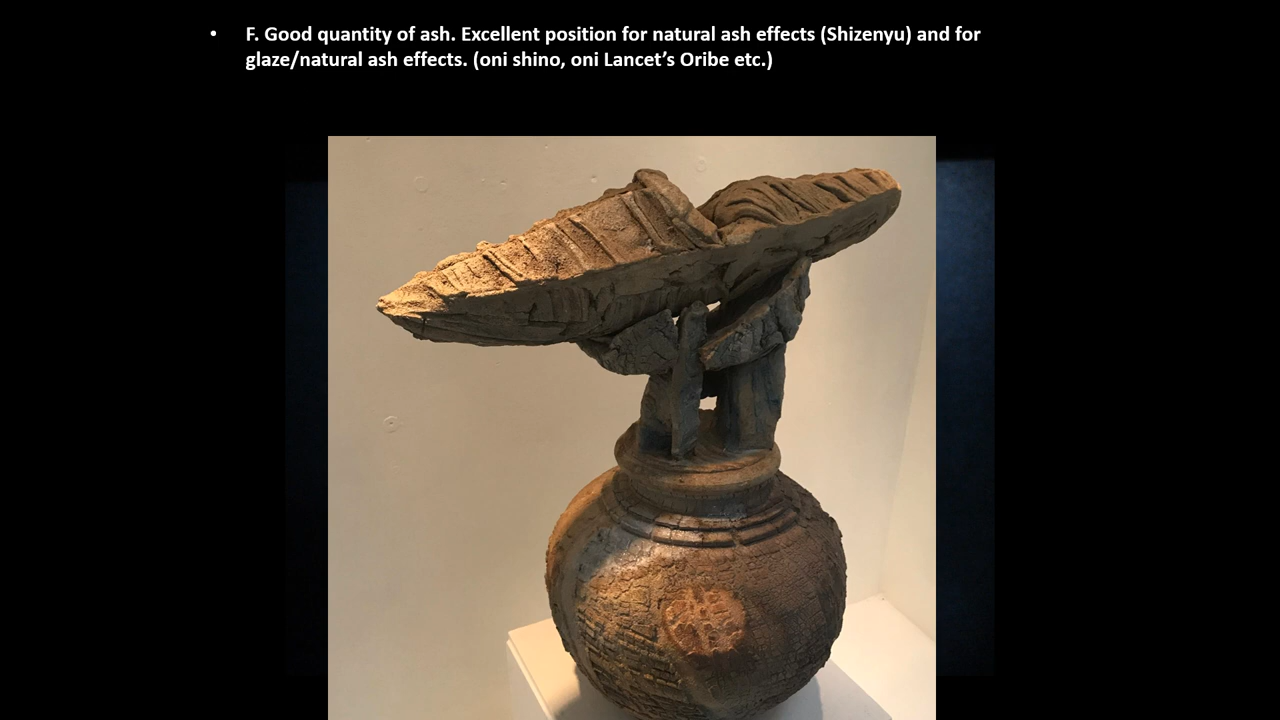 • F. Good quantity of ash. Excellent position for natural ash effects (Shizenyu) and for
glaze/natural ash effects. (oni shino, oni Lancet’s Oribe etc.)